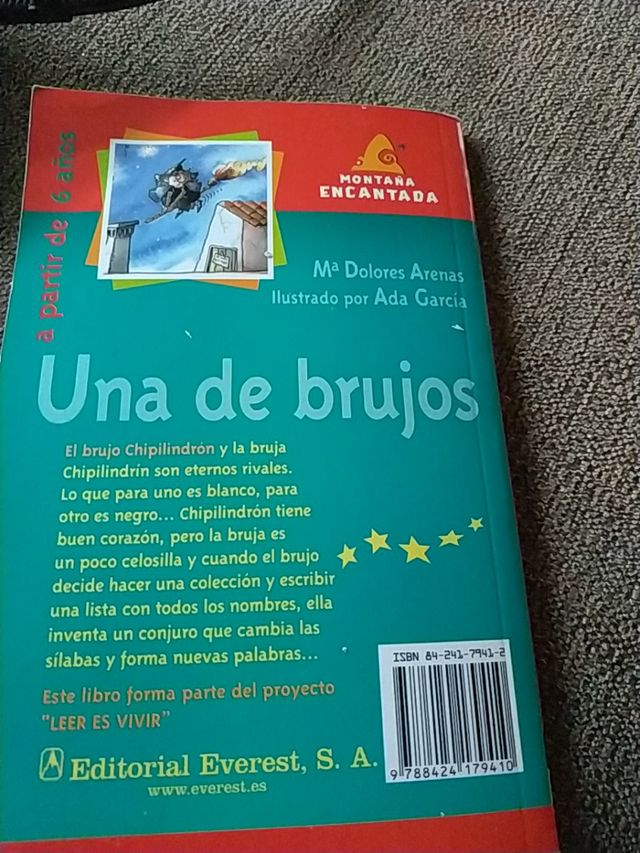 a partir de 6 años
MONTAÑA
ENCANTADA
Mª Dolores Arenas
Ilustrado por Ada García
Una de brujos
El brujo Chipilindrón y la bruja
Chipilindrín son eternos rivales.
Lo que para uno es blanco, para
otro es negro... Chipilindrón tiene
buen corazón, pero la bruja es
un poco celosilla y cuando el brujo
decide hacer una colección y escribir
una lista con todos los nombres, ella
inventa un conjuro que cambia las
sílabas y forma nuevas palabras...
Este libro forma parte del proyecto
"LEER ES VIVIR"
Editorial Everest, S. A.
www.everest.es
ISBN 84-241-7941-2
9 788424 179410